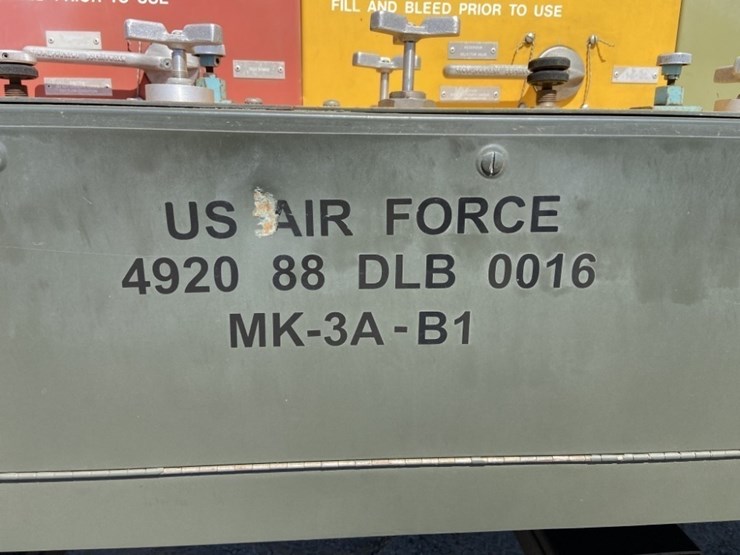 FILL AND BLEED PRIOR TO USE
US AIR FORCE
4920 88 DLB 0016
MK-3A-B1